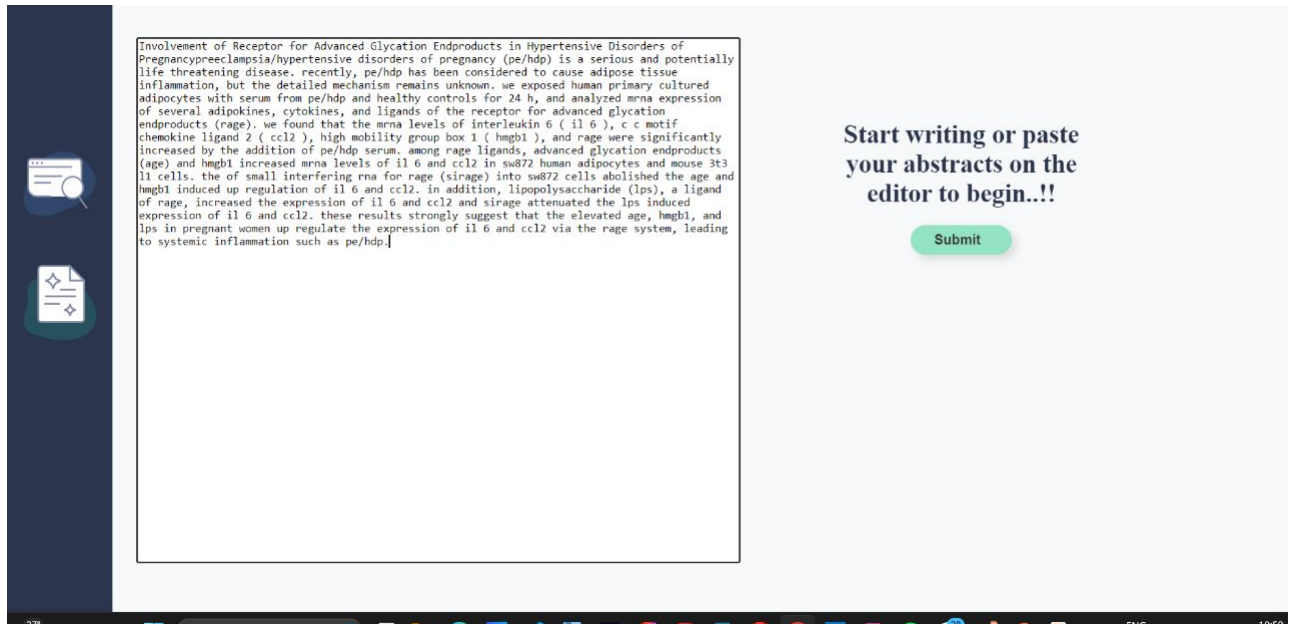 Involvement of Receptor for Advanced Glycation Endproducts in Hypertensive Disorders of
Pregnancypreeclampsia/hypertensive disorders of pregnancy (pe/hdp) is a serious and potentially
life threatening disease. recently, pe/hdp has been considered to cause adipose tissue
inflammation, but the detailed mechanism remains unknown. we exposed human primary cultured
adipocytes with serum from pe/hdp and healthy controls for 24 h, and analyzed mrna expression
of several adipokines, cytokines, and ligands of the receptor for advanced glycation
endproducts (rage). we found that the mrna levels of interleukin 6 ( il 6 ), c c motif
chemokine ligand 2 ( ccl2 ), high mobility group box 1 ( hmgb1 ), and rage were significantly
increased by the addition of pe/hdp serum. among rage ligands, advanced glycation endproducts
(age) and hmgb1 increased mrna levels of il 6 and ccl2 in sw872 human adipocytes and mouse 3t3
l1 cells. the of small interfering rna for rage (sirage) into sw872 cells abolished the age and
hmgb1 induced up regulation of il 6 and ccl2. in addition, lipopolysaccharide (lps), a ligand
of rage, increased the expression of il 6 and ccl2 and sirage attenuated the lps induced
expression of il 6 and ccl2. these results strongly suggest that the elevated age, hmgb1, and
lps in pregnant women up regulate the expression of il 6 and ccl2 via the rage system, leading
to systemic inflammation such as pe/hdp.
Start writing or paste
your abstracts on the
editor to begin..!!
Submit